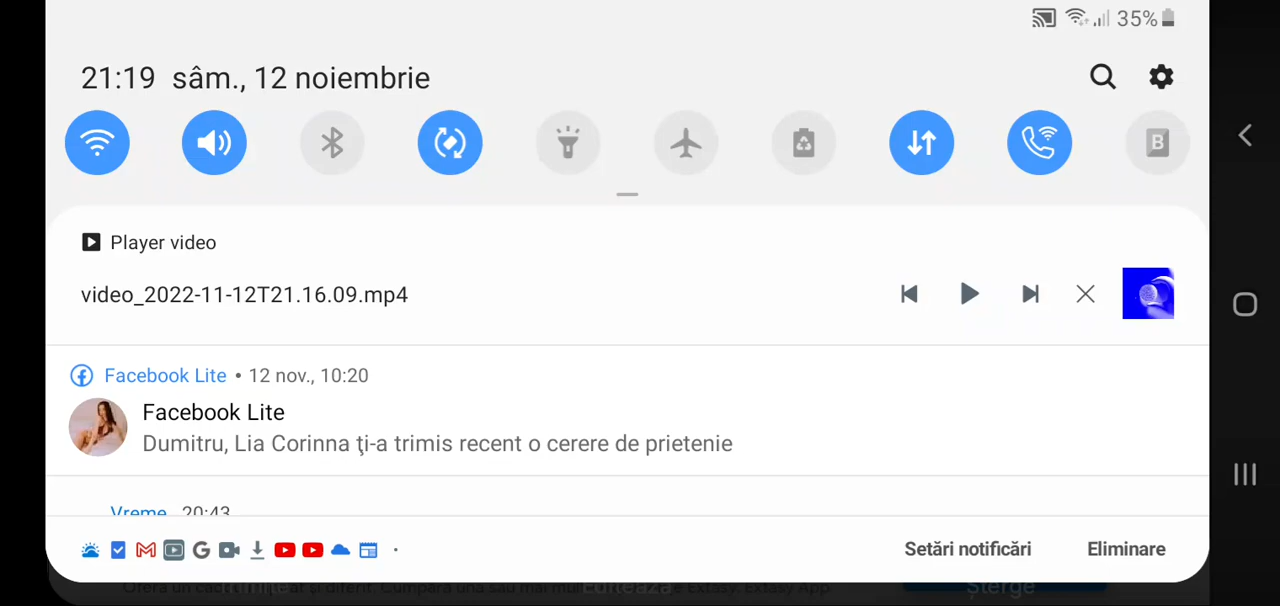 35%
21:19 sâm., 12 noiembrie
B
Player video
video_2022-11-12T21.16.09.mp4
Facebook Lite • 12 nov., 10:20
Facebook Lite
Dumitru, Lia Corinna ţi-a trimis recent o cerere de prietenie
Vreme 20:43
Setări notificări Eliminare